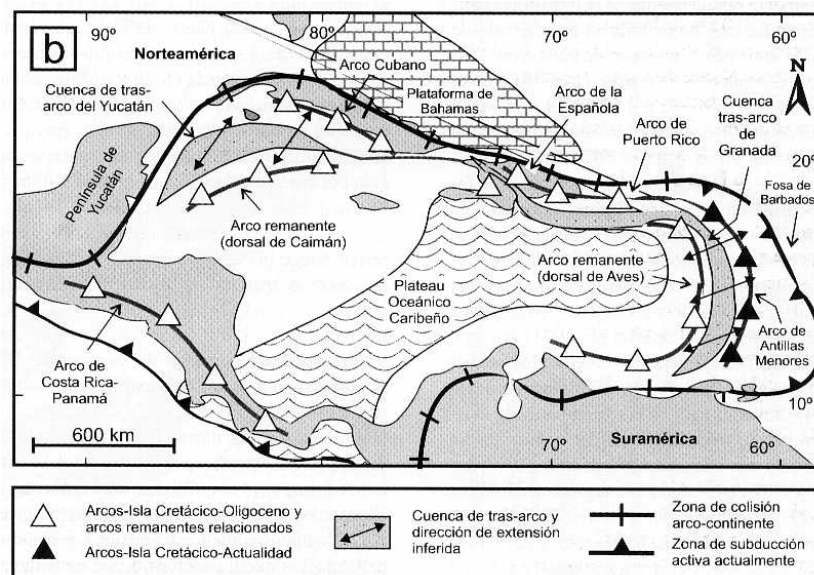 b
90º
80º
70º
60º
Norteamérica
N
Arco Cubano
Cuenca de tras-
arco del Yucatán
Plataforma de
Bahamas
Arco de la
Española
Cuenca
tras-arco
de
Granada
Arco de
Puerto Rico
20º
Península de
Yucatán
Fosa de
Barbados
Arco remanente
(dorsal de Caimán)
Arco remanente
(dorsal de Aves)
Plateau
Oceánico
Caribeño
Arco de
Antillas
Menores
Arco de
Costa Rica-
Panamá
10º
600 km
70º
Suramérica
60º
Arcos-Isla Cretácico-Oligoceno y
arcos remanentes relacionados
Arcos-Isla Cretácico-Actualidad
Cuenca de tras-arco y
dirección de extensión
inferida
Zona de colisión
arco-continente
Zona de subducción
activa actualmente